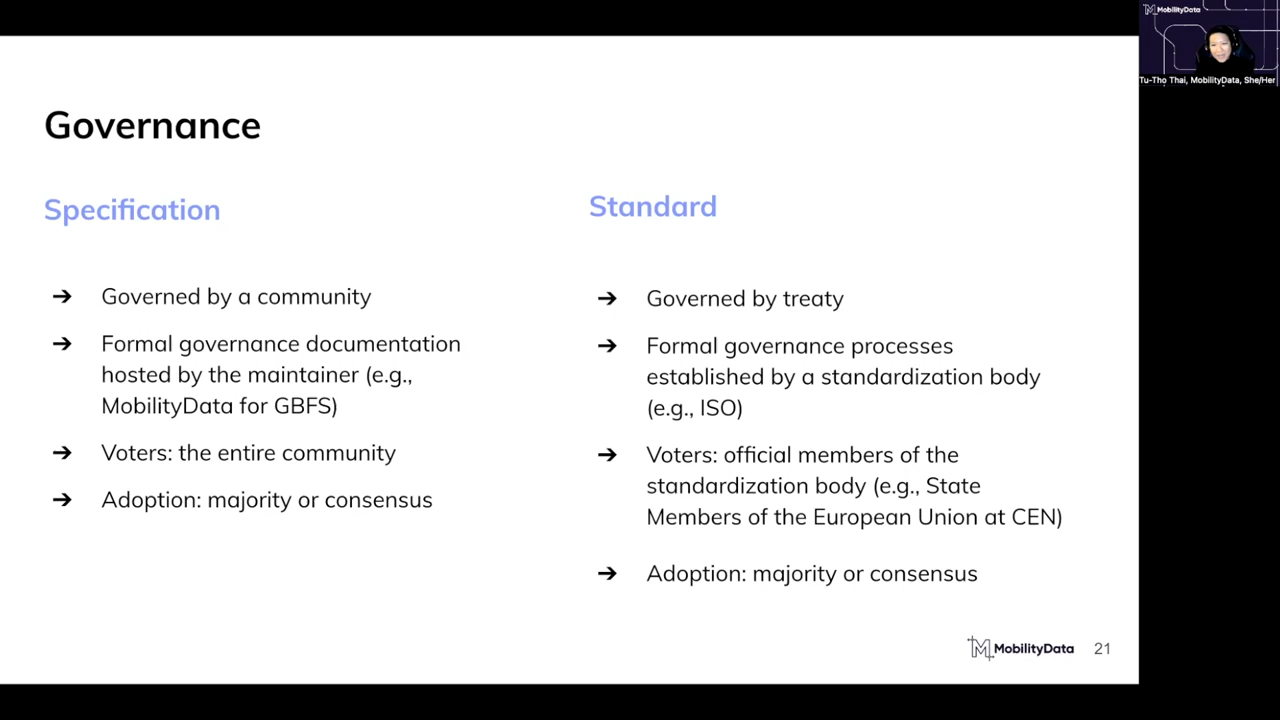 Governance
Specification
➔ Governed by a community
➔ Formal governance documentation
hosted by the maintainer (e.g.,
MobilityData for GBFS)
➔ Voters: the entire community
➔ Adoption: majority or consensus
Standard
➔ Governed by treaty
➔ Formal governance processes
established by a standardization body
(e.g., ISO)
➔ Voters: official members of the
standardization body (e.g., State
Members of the European Union at CEN)
➔ Adoption: majority or consensus
MobilityData 21
MobilityData
Tu-Tho Thai, MobilityData, She/Her